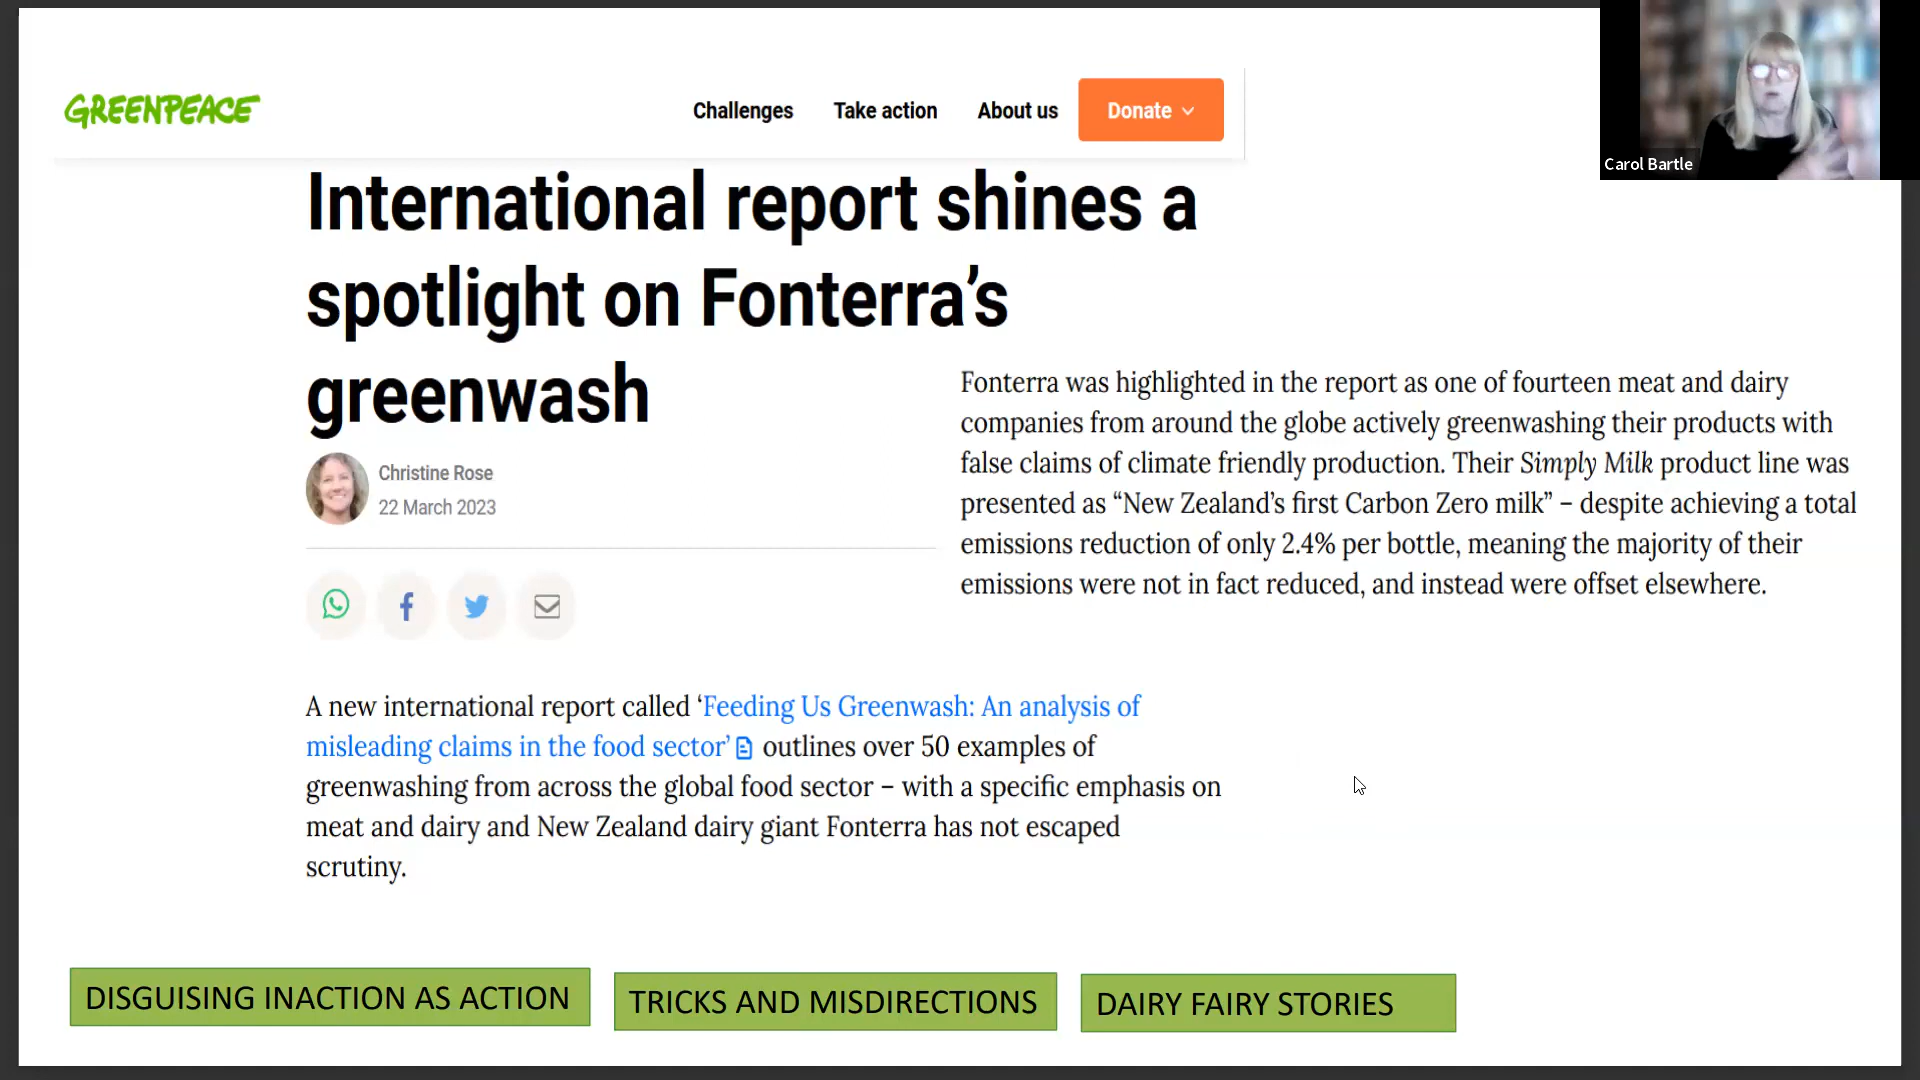 GREENPEACE
Challenges Take action About us Donate
Carol Bartle
International report shines a
spotlight on Fonterra’s
greenwash
Christine Rose
22 March 2023
Fonterra was highlighted in the report as one of fourteen meat and dairy
companies from around the globe actively greenwashing their products with
false claims of climate friendly production. Their Simply Milk product line was
presented as “New Zealand’s first Carbon Zero milk” – despite achieving a total
emissions reduction of only 2.4% per bottle, meaning the majority of their
emissions were not in fact reduced, and instead were offset elsewhere.
A new international report called ‘Feeding Us Greenwash: An analysis of
misleading claims in the food sector’ outlines over 50 examples of
greenwashing from across the global food sector – with a specific emphasis on
meat and dairy and New Zealand dairy giant Fonterra has not escaped
scrutiny.
DISGUISING INACTION AS ACTION
TRICKS AND MISDIRECTIONS
DAIRY FAIRY STORIES